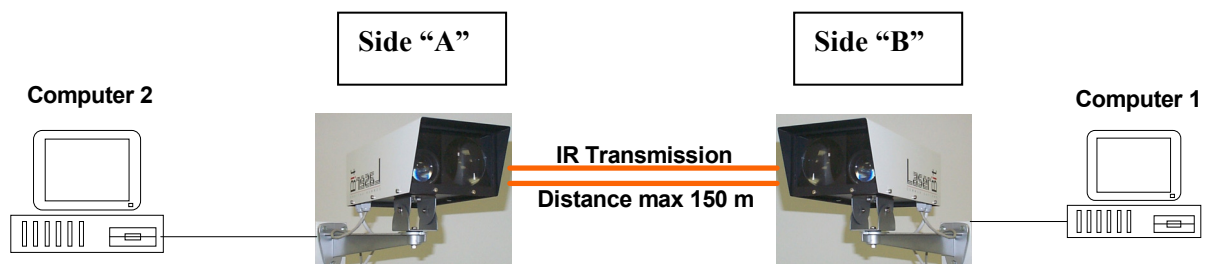 Side “A”
Side “B”
Computer 2
Computer 1
IR Transmission
Distance max 150 m